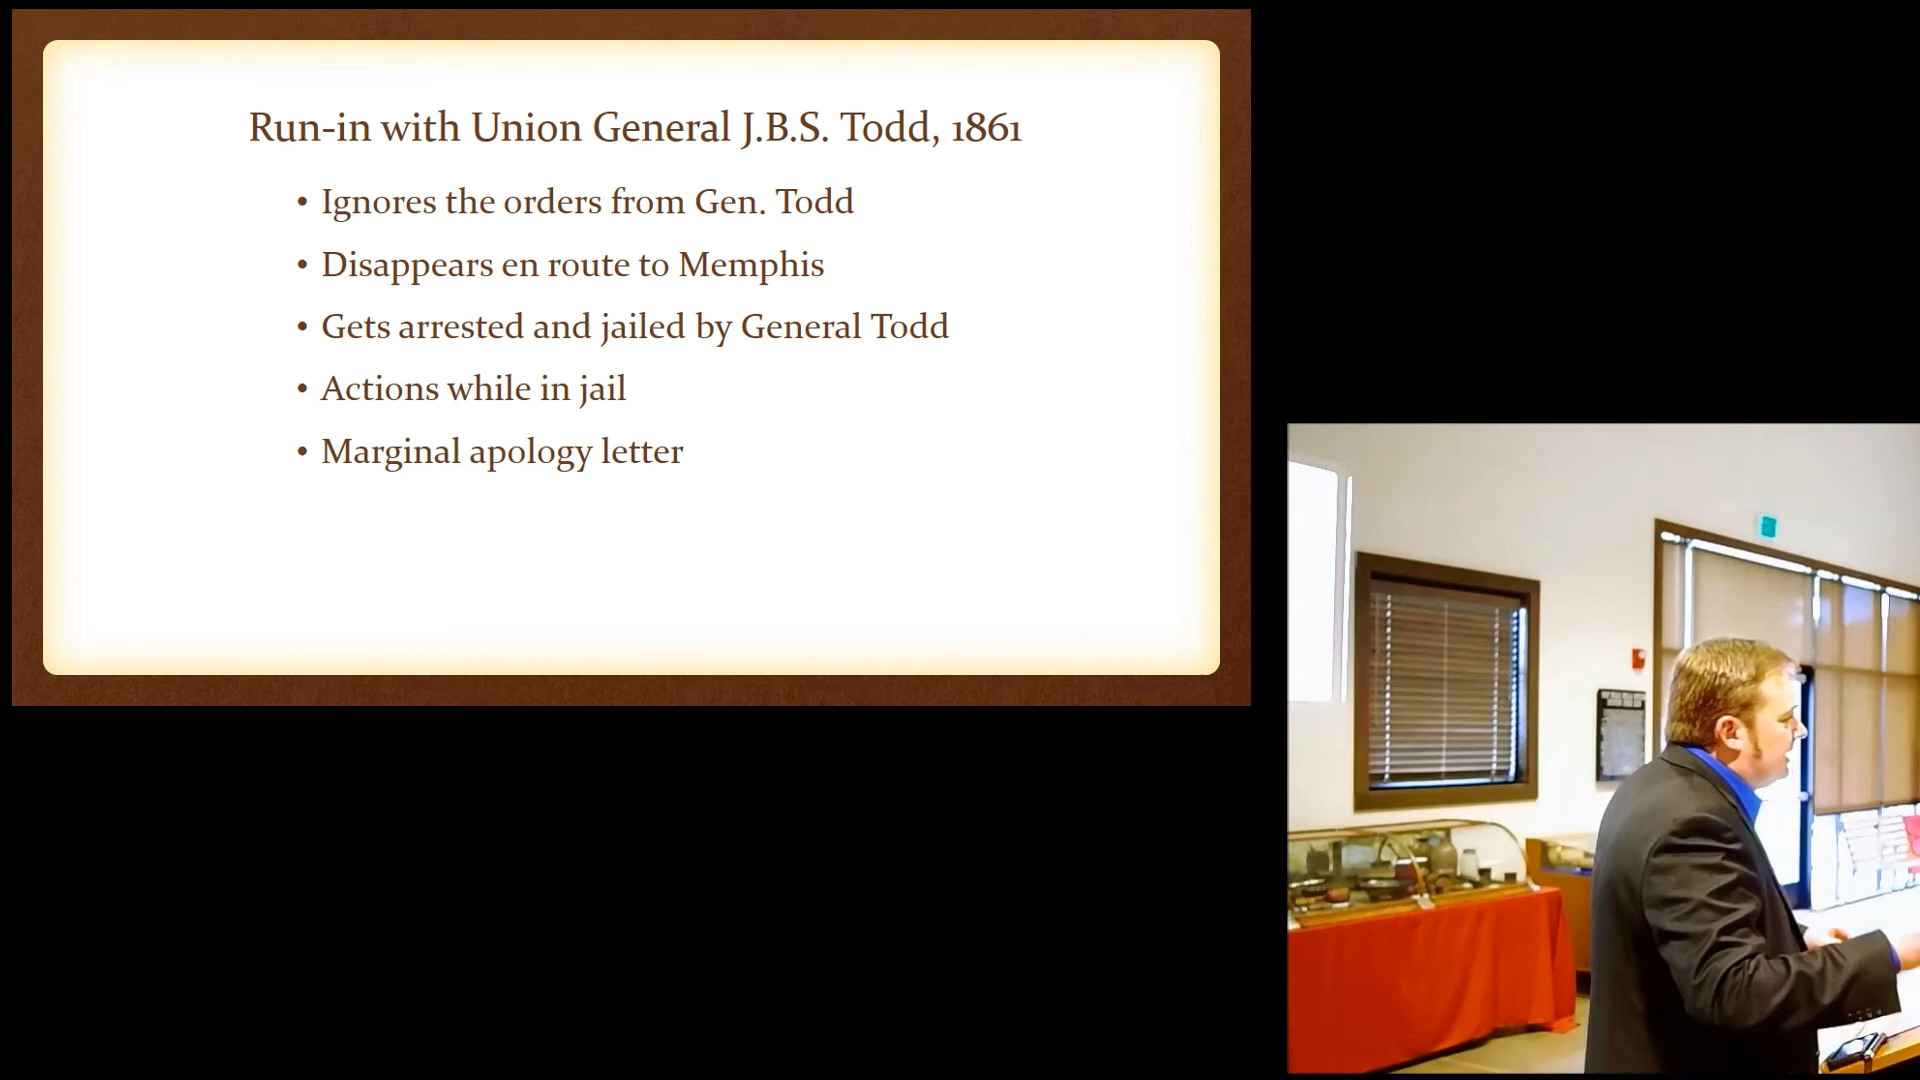 Run-in with Union General J.B.S. Todd, 1861
• Ignores the orders from Gen. Todd
• Disappears en route to Memphis
• Gets arrested and jailed by General Todd
• Actions while in jail
• Marginal apology letter